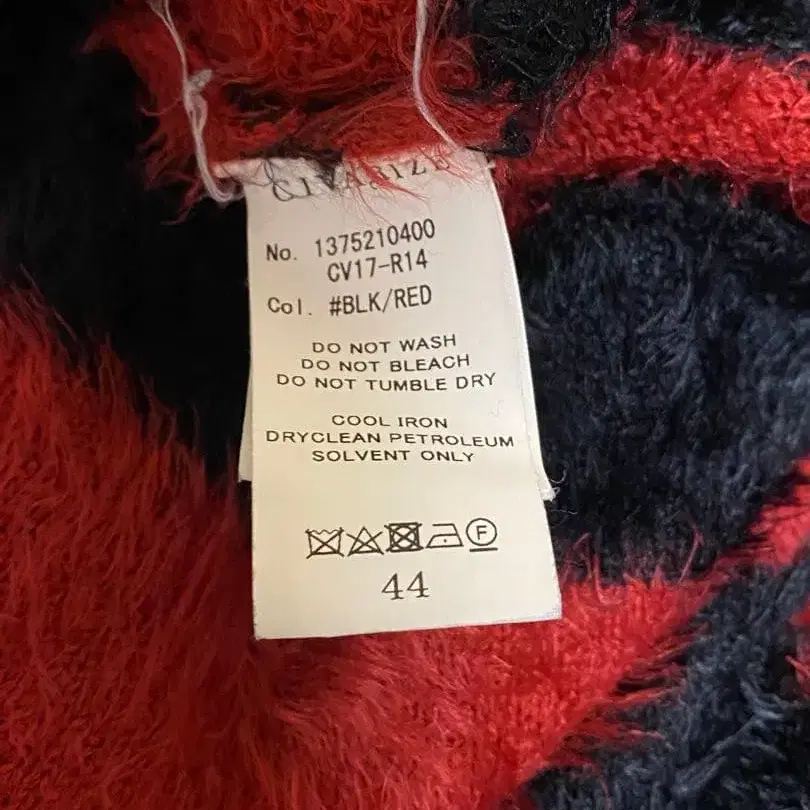 CIVARIZE
No. 1375210400
CV17-R14
Col. #BLK/RED
DO NOT WASH
DO NOT BLEACH
DO NOT TUMBLE DRY
COOL IRON
DRYCLEAN PETROLEUM
SOLVENT ONLY
F
44